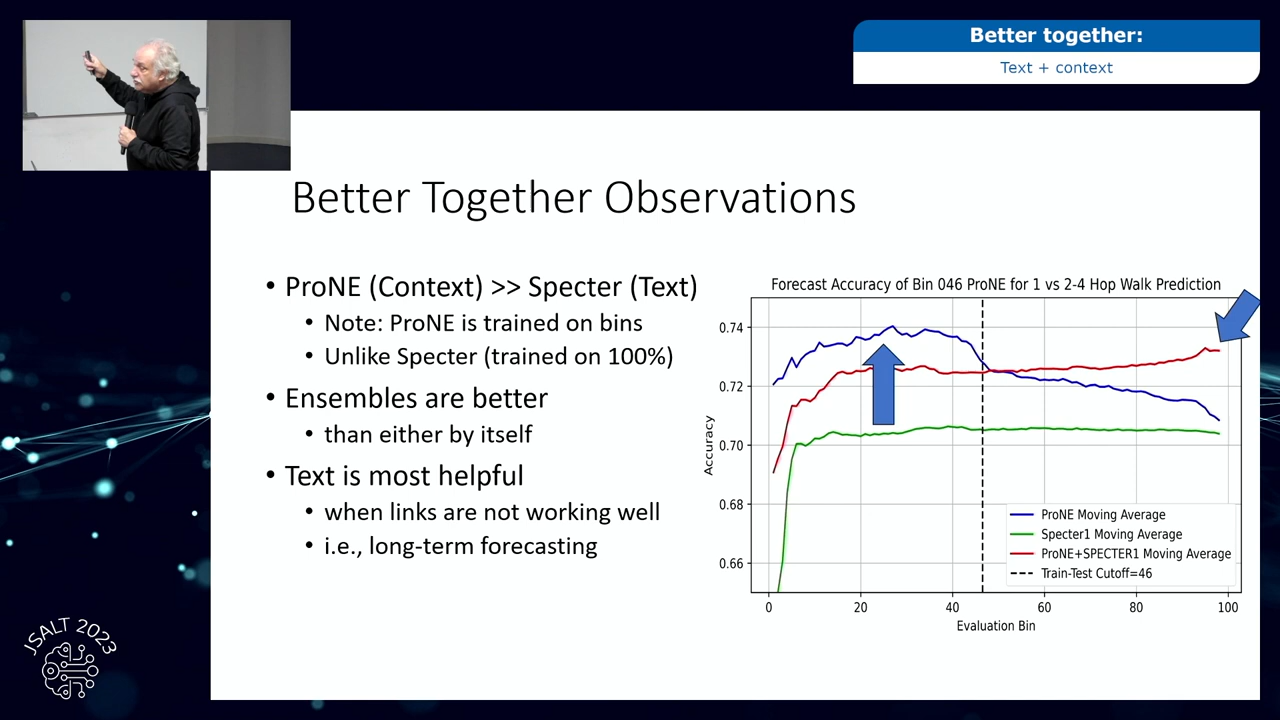 Better together:
Text + context
Better Together Observations
• ProNE (Context) >> Specter (Text)
• Note: ProNE is trained on bins
• Unlike Specter (trained on 100%)
• Ensembles are better
• than either by itself
• Text is most helpful
• when links are not working well
• i.e., long-term forecasting
Forecast Accuracy of Bin 046 ProNE for 1 vs 2-4 Hop Walk Prediction
0.74
0.72
0.70
0.68
0.66
Accuracy
ProNE Moving Average
Specter1 Moving Average
ProNE+SPECTER1 Moving Average
Train-Test Cutoff=46
0 20 40 60 80 100
Evaluation Bin
JSALT 2023